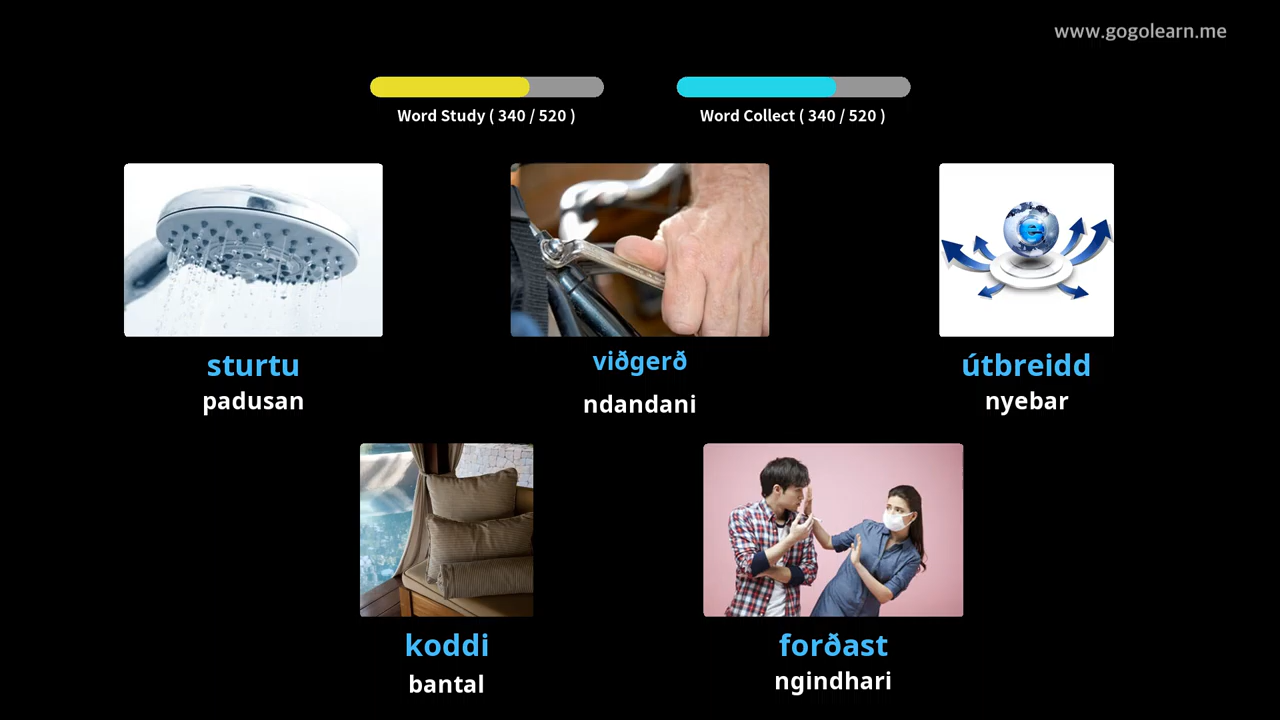 www.gogolearn.me
Word Study ( 340 / 520 )
Word Collect ( 340 / 520 )
sturtu
padusan
viðgerð
ndandani
útbreidd
nyebar
koddi
bantal
forðast
ngindhari